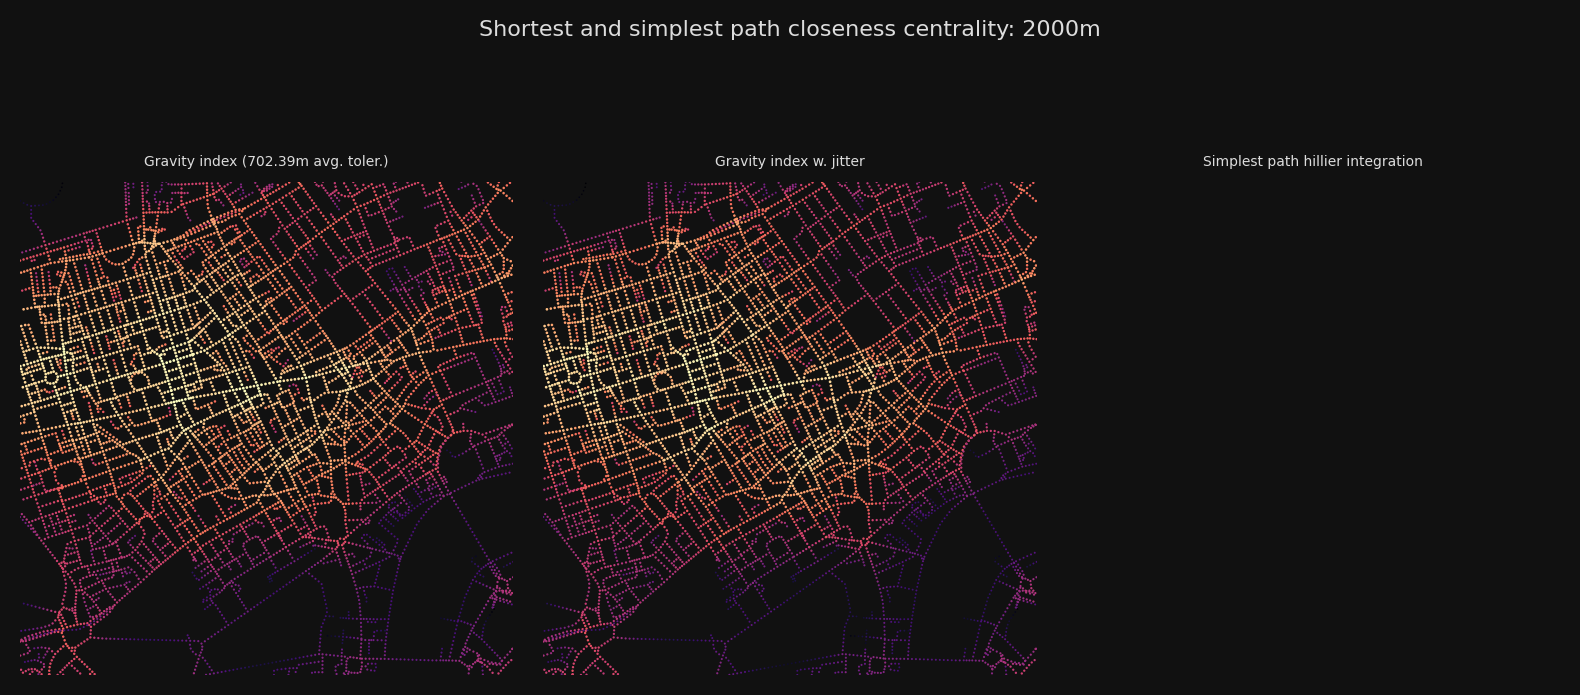 Shortest and simplest path closeness centrality: 2000m
Gravity index (702.39m avg. toler.)
Gravity index w. jitter
Simplest path hillier integration